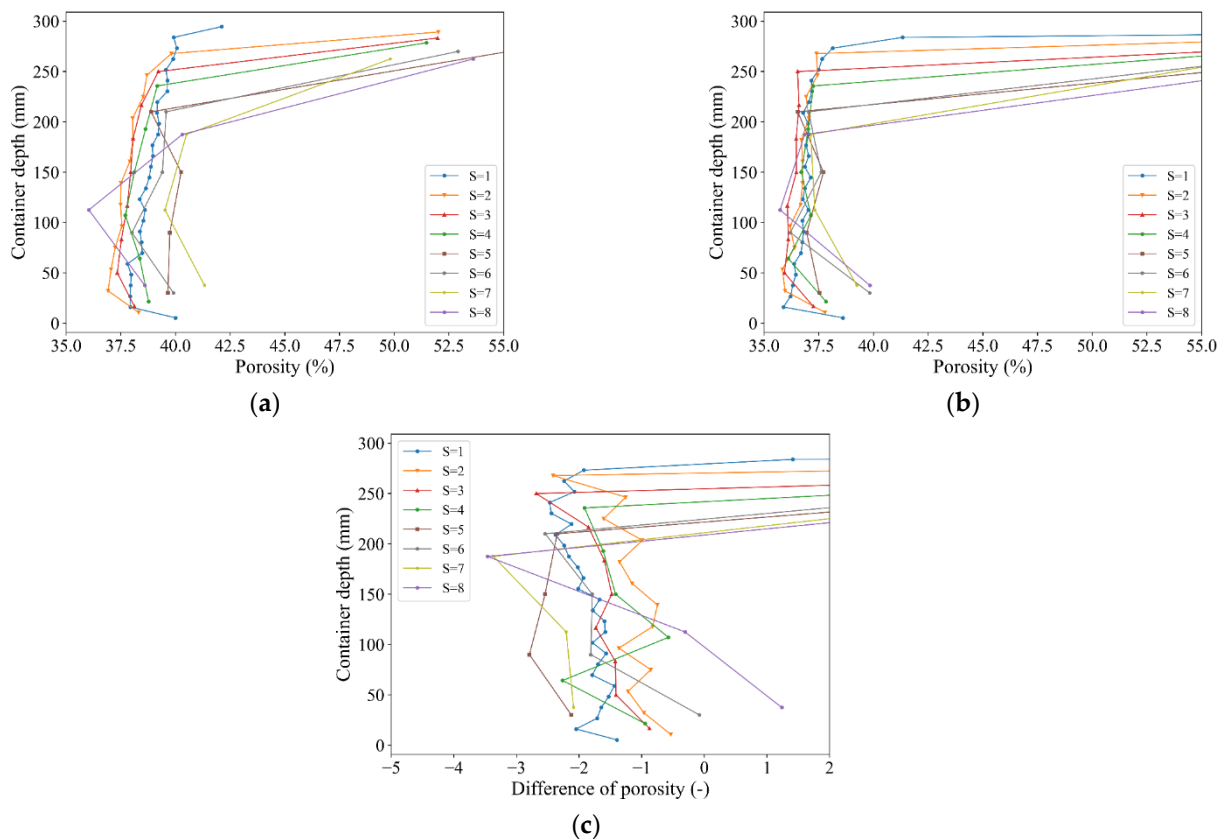 300
250
200
150
100
50
0
Container depth (mm)
S=1
S=2
S=3
S=4
S=5
S=6
S=7
S=8
35.0 37.5 40.0 42.5 45.0 47.5 50.0 52.5 55.0
Porosity (%)
(a)
300
250
200
150
100
50
0
Container depth (mm)
S=1
S=2
S=3
S=4
S=5
S=6
S=7
S=8
35.0 37.5 40.0 42.5 45.0 47.5 50.0 52.5 55.0
Porosity (%)
(b)
300
250
200
150
100
50
0
Container depth (mm)
S=1
S=2
S=3
S=4
S=5
S=6
S=7
S=8
−5 −4 −3 −2 −1 0 1 2
Difference of porosity (-)
(c)